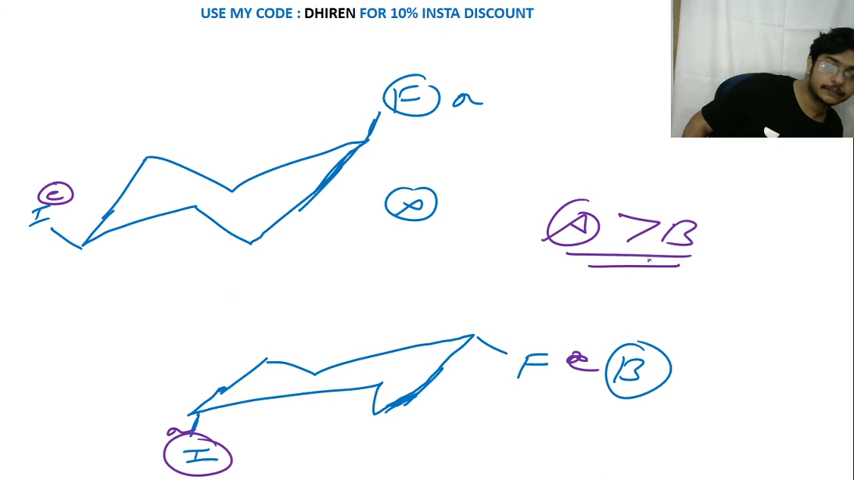 USE MY CODE : DHIREN FOR 10% INSTA DISCOUNT
F a
e
I
A > B
F e B
a
I